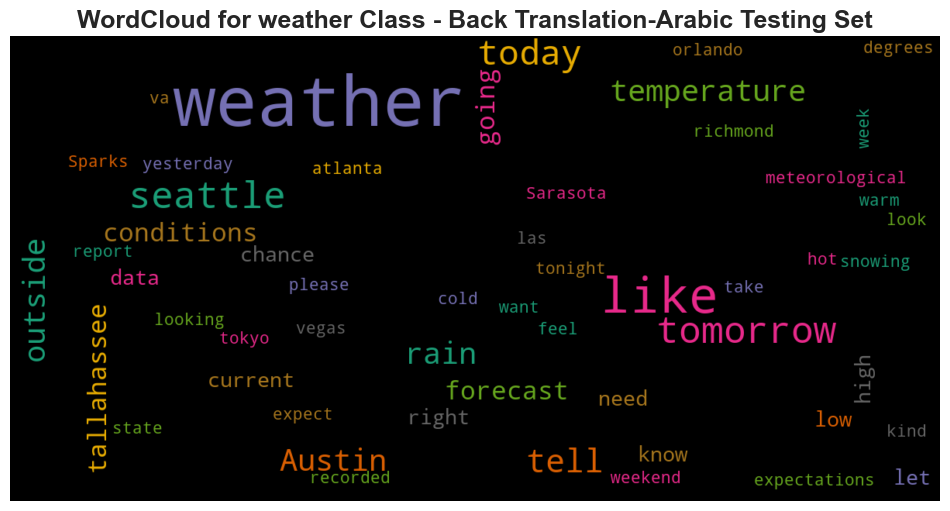 WordCloud for weather Class - Back Translation-Arabic Testing Set
today
orlando
degrees
weather
going
temperature
va
richmond
week
Sparks
yesterday
atlanta
meteorological
seattle
Sarasota
warm
look
conditions
las
outside
report
chance
tonight
hot
snowing
data
please
cold
like
take
want
looking
tokyo
vegas
feel
tomorrow
tallahassee
rain
high
current
forecast
need
expect
right
low
state
kind
Austin
tell
know
recorded
weekend
expectations
let